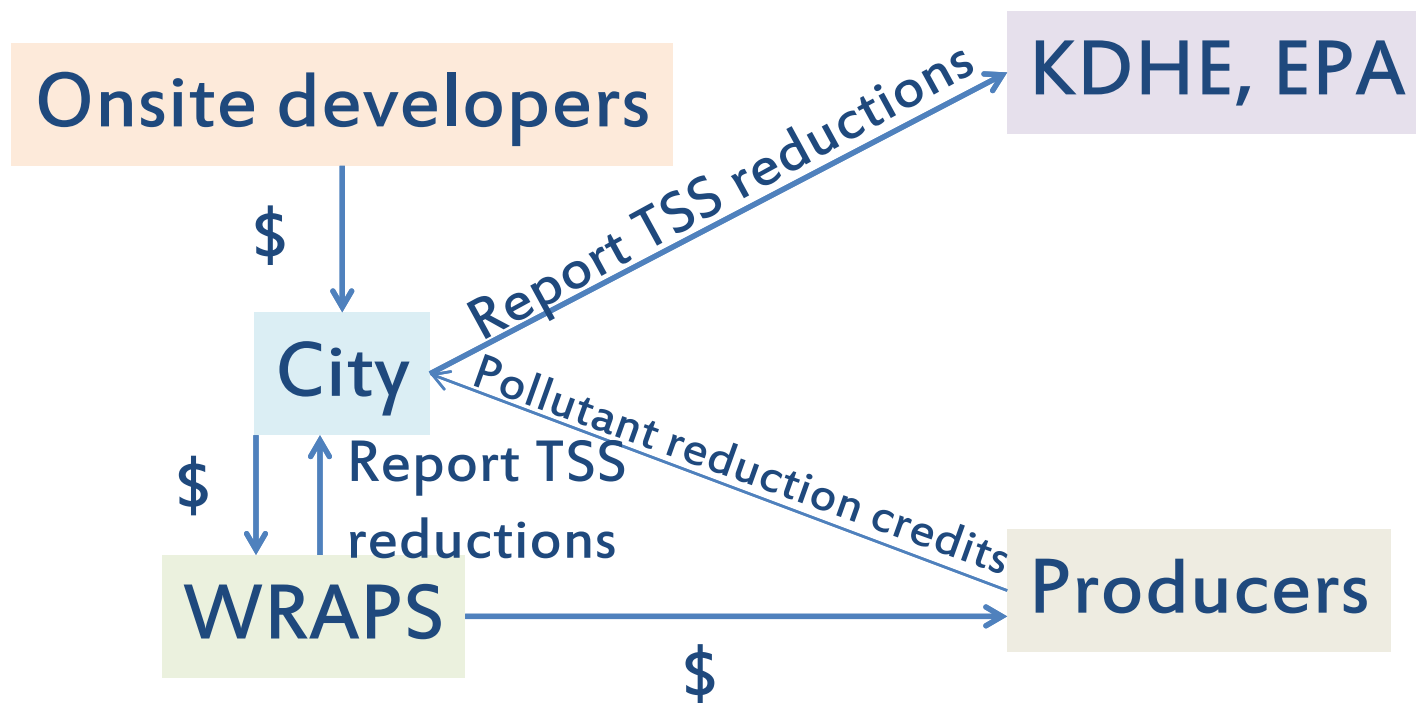 Onsite developers
KDHE, EPA
Report TSS reductions
$
City
Pollutant reduction credits
$
Report TSS
reductions
WRAPS
Producers
$